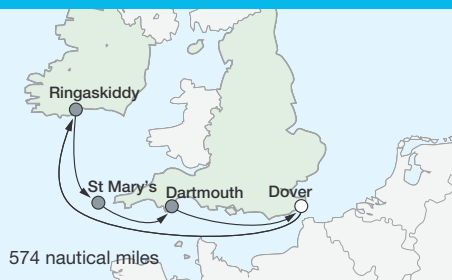 Ringaskiddy
St Mary's
Dartmouth
Dover
574 nautical miles